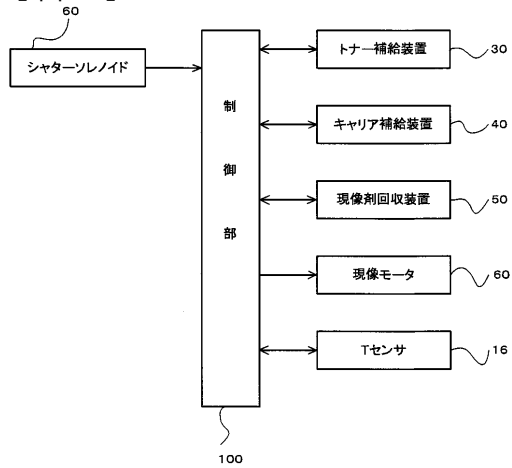 60
シャターソレノイド
制御部
100
トナー補給装置
30
キャリア補給装置
40
現像剤回収装置
50
現像モータ
60
Tセンサ
16